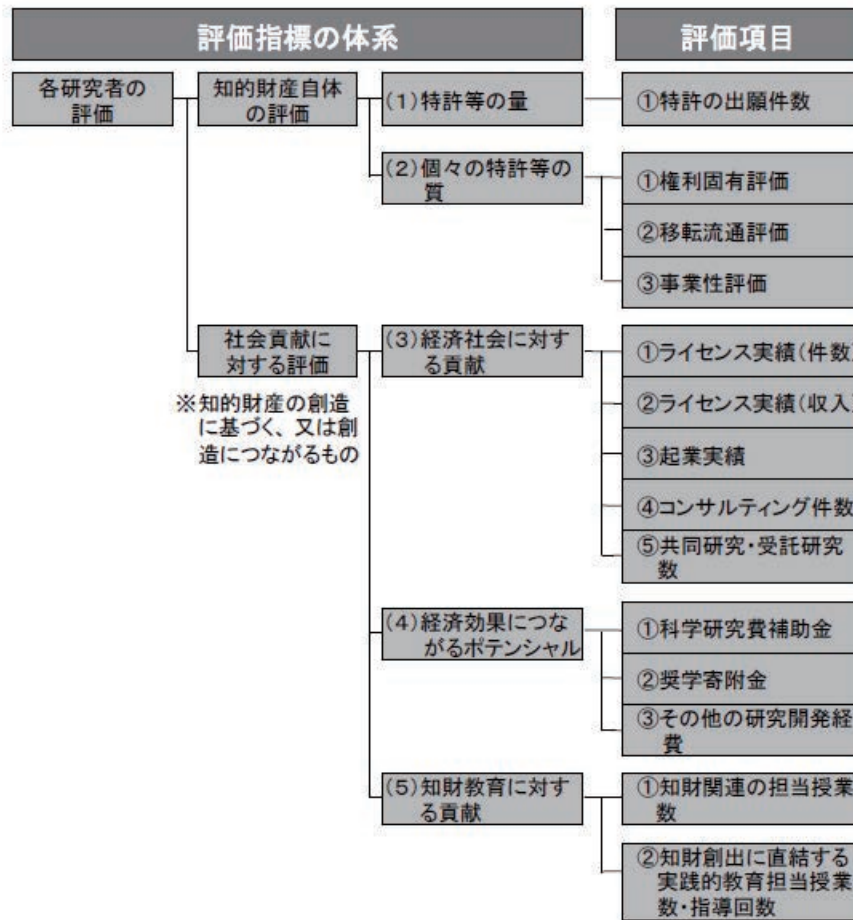 評価指標の体系
評価項目
各研究者の
評価
知的財産自体
の評価
(1)特許等の量
①特許の出願件数
(2)個々の特許等の
質
①権利固有評価
②移転流通評価
③事業性評価
社会貢献に
対する評価
※知的財産の創造
に基づく、又は創
造につながるもの
(3)経済社会に対す
る貢献
①ライセンス実績(件数)
②ライセンス実績(収入)
③起業実績
④コンサルティング件数
⑤共同研究・受託研究
数
(4)経済効果につな
がるポテンシャル
①科学研究費補助金
②奨学寄附金
③その他の研究開発経
費
(5)知財教育に対す
る貢献
①知財関連の担当授業
数
②知財創出に直結する
実践的教育担当授業
数・指導回数